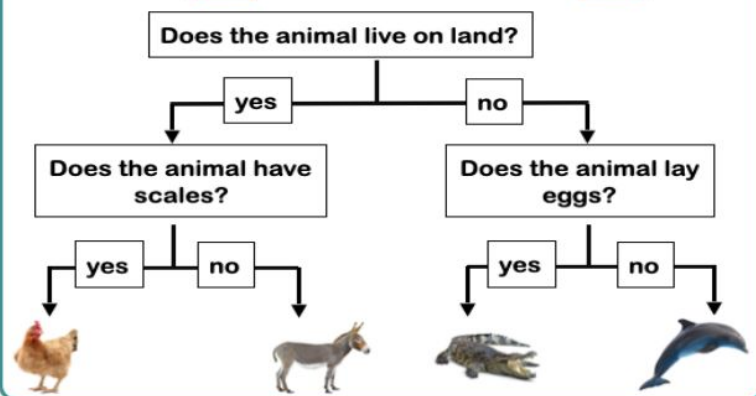 Does the animal live on land?
yes
no
Does the animal have
scales?
Does the animal lay
eggs?
yes
no
yes
no